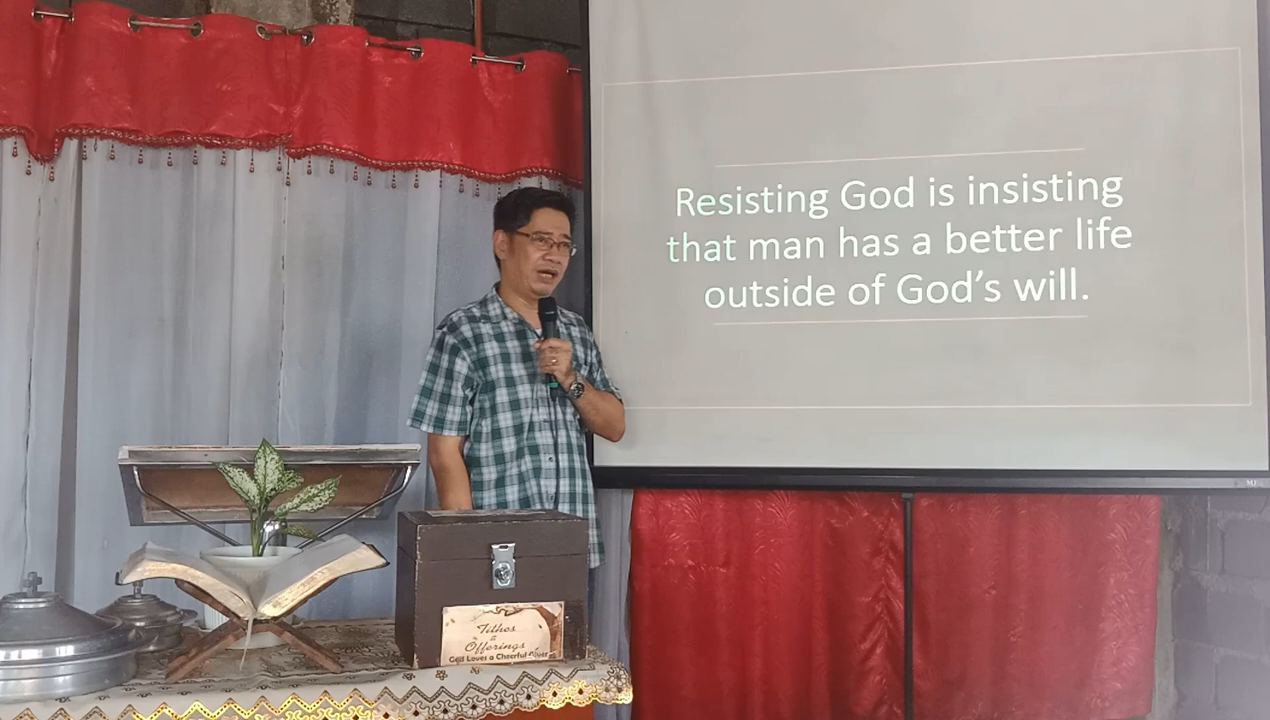 Resisting God is insisting
that man has a better life
outside of God's will.
Tithes
&
Offerings
God Loves a Cheerful Giver